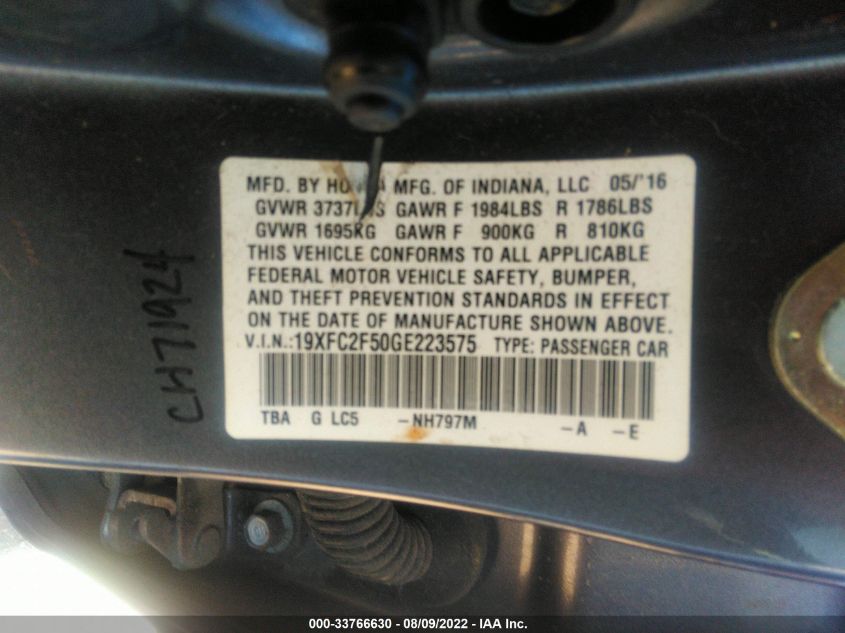 MFD. BY HONDA MFG. OF INDIANA, LLC 05/'16
GVWR 3737LBS GAWR F 1984LBS R 1786LBS
GVWR 1695KG GAWR F 900KG R 810KG
THIS VEHICLE CONFORMS TO ALL APPLICABLE
FEDERAL MOTOR VEHICLE SAFETY, BUMPER,
AND THEFT PREVENTION STANDARDS IN EFFECT
ON THE DATE OF MANUFACTURE SHOWN ABOVE.
V.I.N.:19XFC2F50GE223575 TYPE: PASSENGER CAR
TBA G LC5 -NH797M -A -E
CH71924
000-33766630 - 08/09/2022 - IAA Inc.